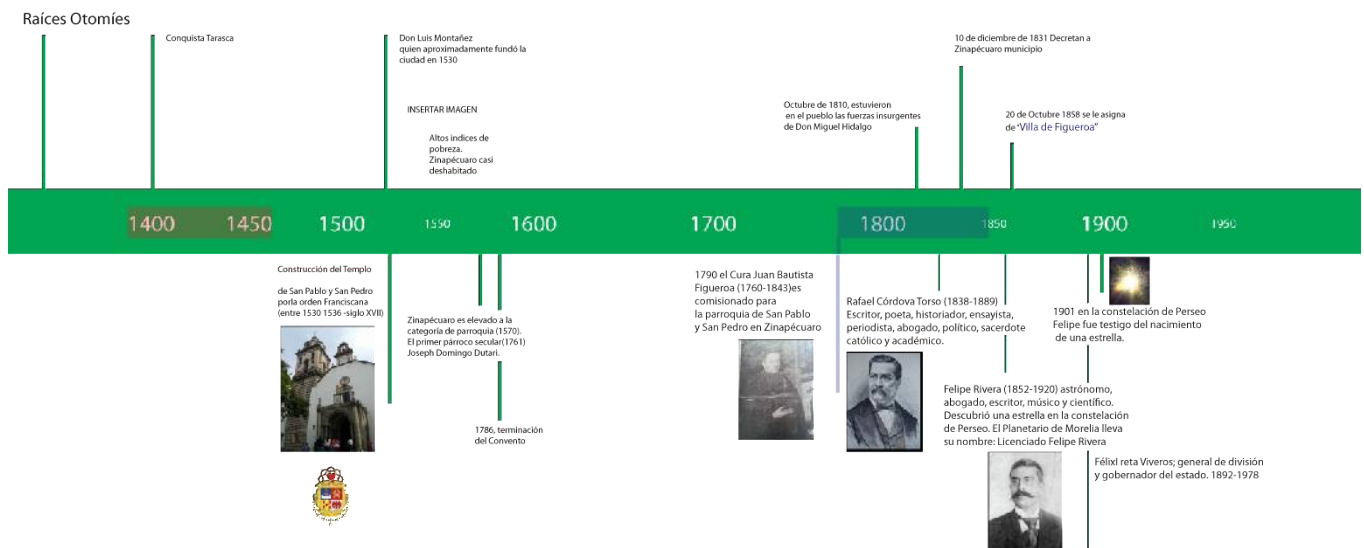 Raíces Otomíes
Conquista Tarasca
Don Luis Montañez
quien aproximadamente fundó la
ciudad en 1530
INSERTAR IMAGEN
Altos indices de
pobreza.
Zinapécuaro casi
deshabitado
Octubre de 1810, estuvieron
en el pueblo las fuerzas insurgentes
de Don Miguel Hidalgo
10 de diciembre de 1831 Decretan a
Zinapécuaro municipio
20 de Octubre 1858 se le asigna
de "Villa de Figueroa"
1400
1450
1500
1550
1600
1700
1800
1850
1900
1950
Construcción del Templo
de San Pablo y San Pedro
porla orden Franciscana
(entre 1530 1536 -siglo XVII)
Zinapécuaro es elevado a la
categoría de parroquia (1570).
El primer párroco secular(1761)
Joseph Domingo Dutari.
1786, terminación
del Convento
1790 el Cura Juan Bautista
Figueroa (1760-1843)es
comisionado para
la parroquia de San Pablo
y San Pedro en Zinapécuaro
Rafael Córdova Torso (1838-1889)
Escritor, poeta, historiador, ensayista,
periodista, abogado, político, sacerdote
católico y académico.
Felipe Rivera (1852-1920) astrónomo,
abogado, escritor, músico y científico.
Descubrió una estrella en la constelación
de Perseo. El Planetario de Morelia lleva
su nombre: Licenciado Felipe Rivera
1901 en la constelación de Perseo
Felipe fue testigo del nacimiento
de una estrella.
FélixI reta Viveros; general de división
y gobernador del estado. 1892-1978